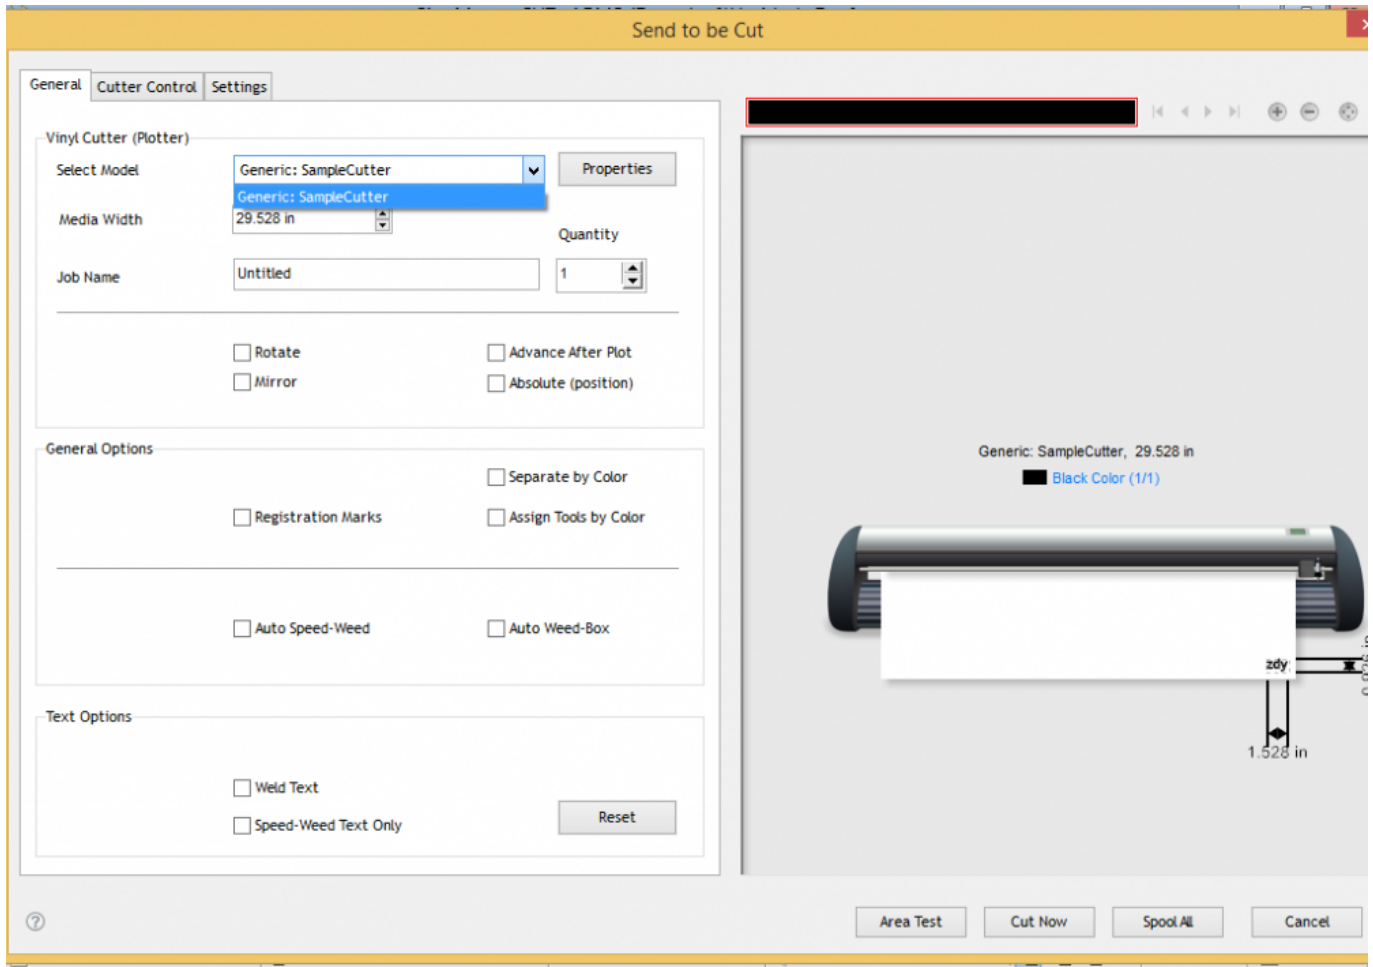 Send to be Cut
General
Cutter Control
Settings
Vinyl Cutter (Plotter)
Select Model
Generic: SampleCutter
Properties
Generic: SampleCutter
Media Width
29.528 in
Quantity
Job Name
Untitled
1
Rotate
Advance After Plot
Mirror
Absolute (position)
General Options
Separate by Color
Registration Marks
Assign Tools by Color
Auto Speed-Weed
Auto Weed-Box
Text Options
Weld Text
Speed-Weed Text Only
Reset
Generic: SampleCutter, 29.528 in
Black Color (1/1)
zdy
1.528 in
Area Test
Cut Now
Spool All
Cancel